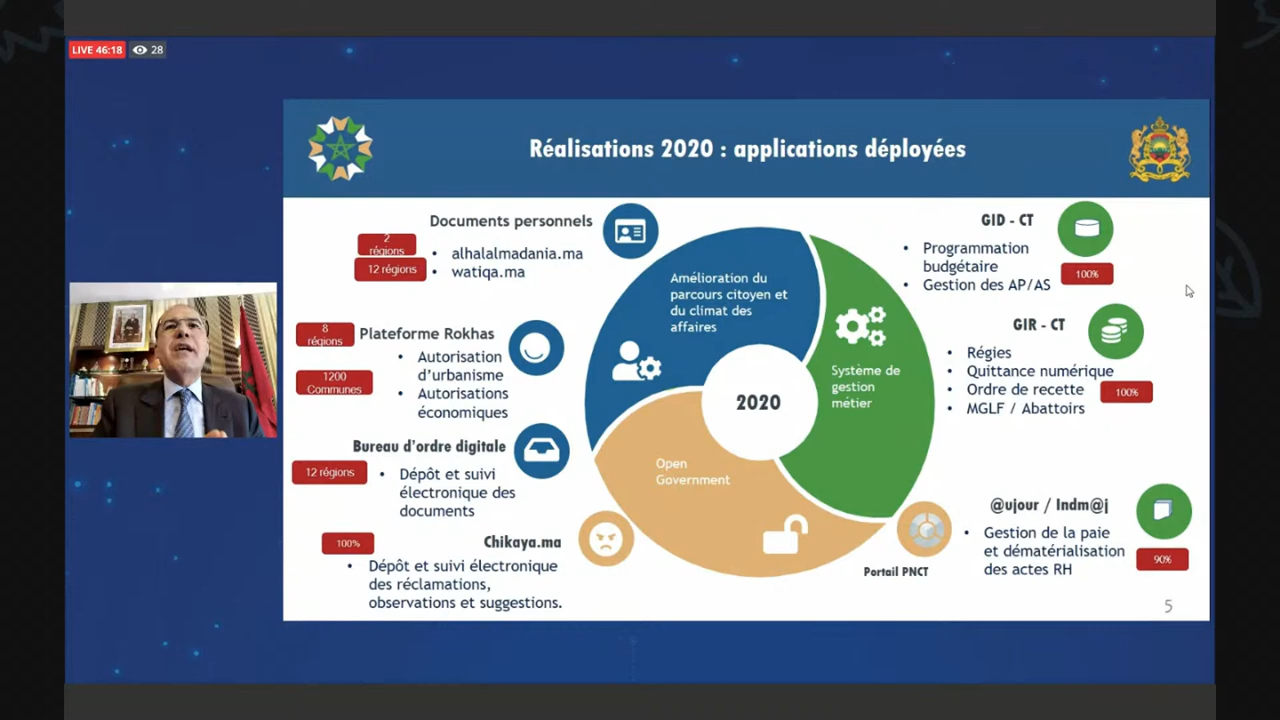 LIVE 46:18
28
Réalisations 2020 : applications déployées
Documents personnels
2
régions
• alhalalmadania.ma
12 régions
• watiqa.ma
8
régions
Plateforme Rokhas
• Autorisation
d'urbanisme
1200
Communes
• Autorisations
économiques
Bureau d'ordre digitale
12 régions
• Dépôt et suivi
électronique des
documents
100%
Chikaya.ma
• Dépôt et suivi électronique
des réclamations,
observations et suggestions.
Amélioration du
parcours citoyen et
du climat des
affaires
Système de
gestion
métier
2020
Open
Government
GID - CT
• Programmation
budgétaire
• Gestion des AP/AS
100%
GIR - CT
• Régies
• Quittance numérique
• Ordre de recette
• MGLF / Abattoirs
100%
@ujour / Indm@j
• Gestion de la paie
et dématérialisation
des actes RH
90%
Portail PNCT
5